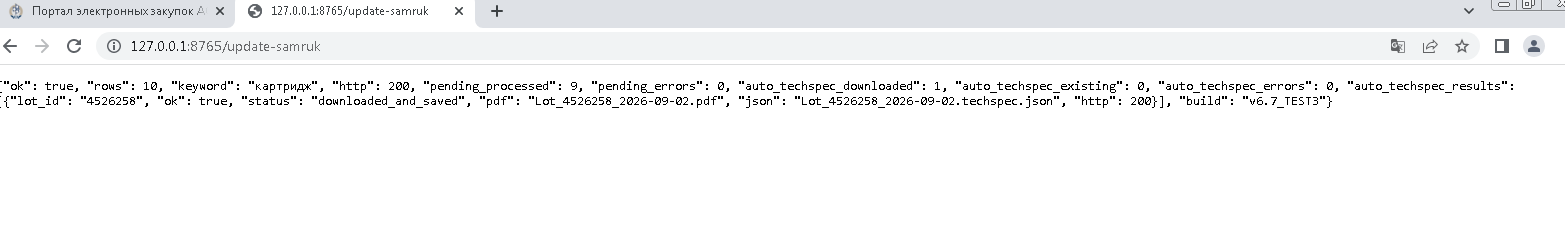 Портал электронных закупок А
127.0.0.1:8765/update-samruk
127.0.0.1:8765/update-samruk
{"ok": true, "rows": 10, "keyword": "картридж", "http": 200, "pending_processed": 9, "pending_errors": 0, "auto_techspec_downloaded": 1, "auto_techspec_existing": 0, "auto_techspec_errors": 0, "auto_techspec_results":
[{"lot_id": "4526258", "ok": true, "status": "downloaded_and_saved", "pdf": "Lot_4526258_2026-09-02.pdf", "json": "Lot_4526258_2026-09-02.techspec.json", "http": 200}], "build": "v6.7_TEST3"}